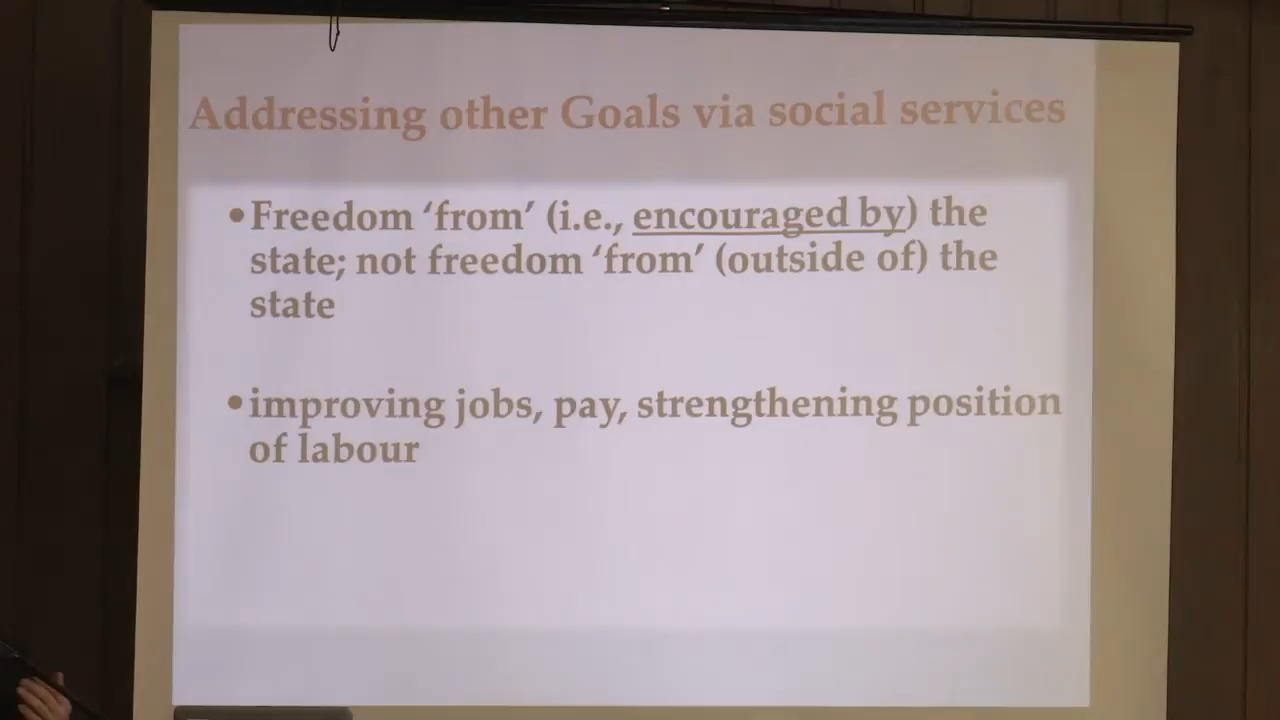 Addressing other Goals via social services
•Freedom ‘from’ (i.e., encouraged by) the
state; not freedom ‘from’ (outside of) the
state
•improving jobs, pay, strengthening position
of labour